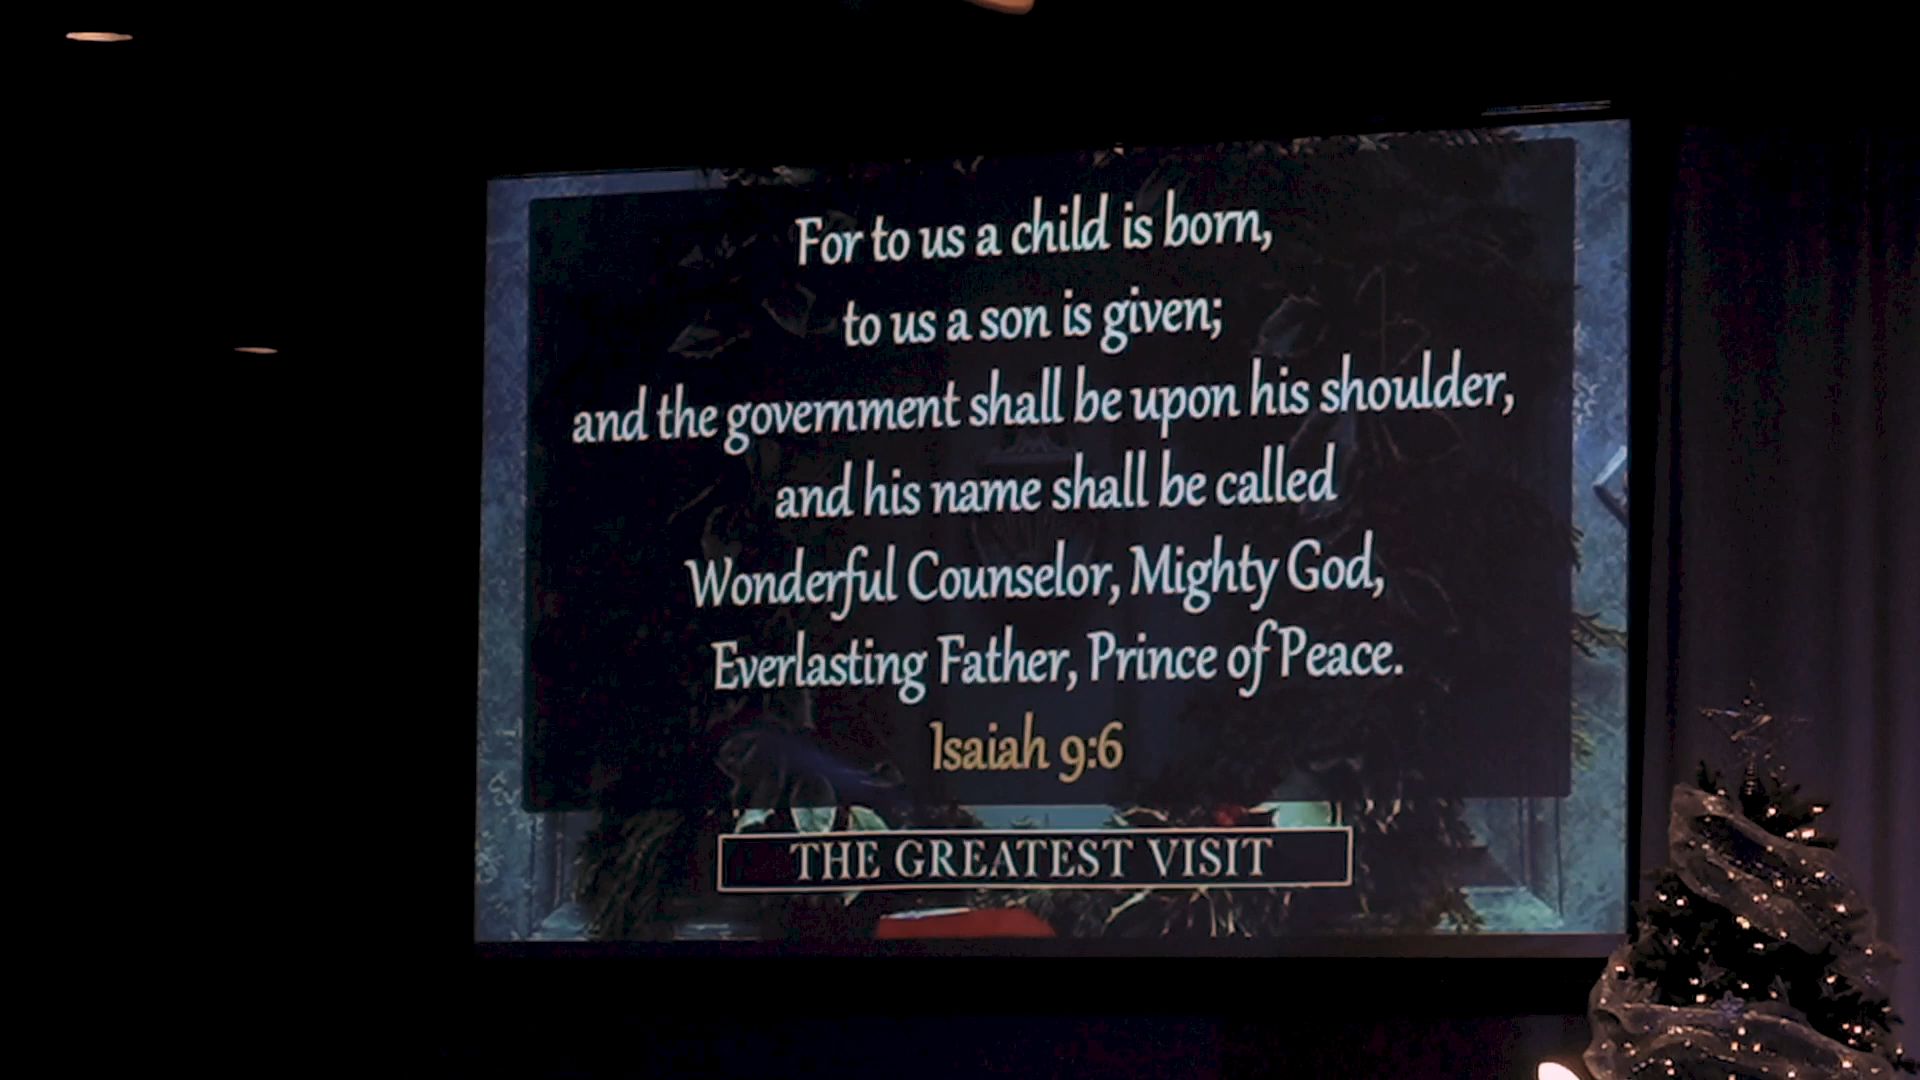 For to us a child is born,
to us a son is given;
and the government shall be upon his shoulder,
and his name shall be called
Wonderful Counselor, Mighty God,
Everlasting Father, Prince of Peace.
Isaiah 9:6
THE GREATEST VISIT